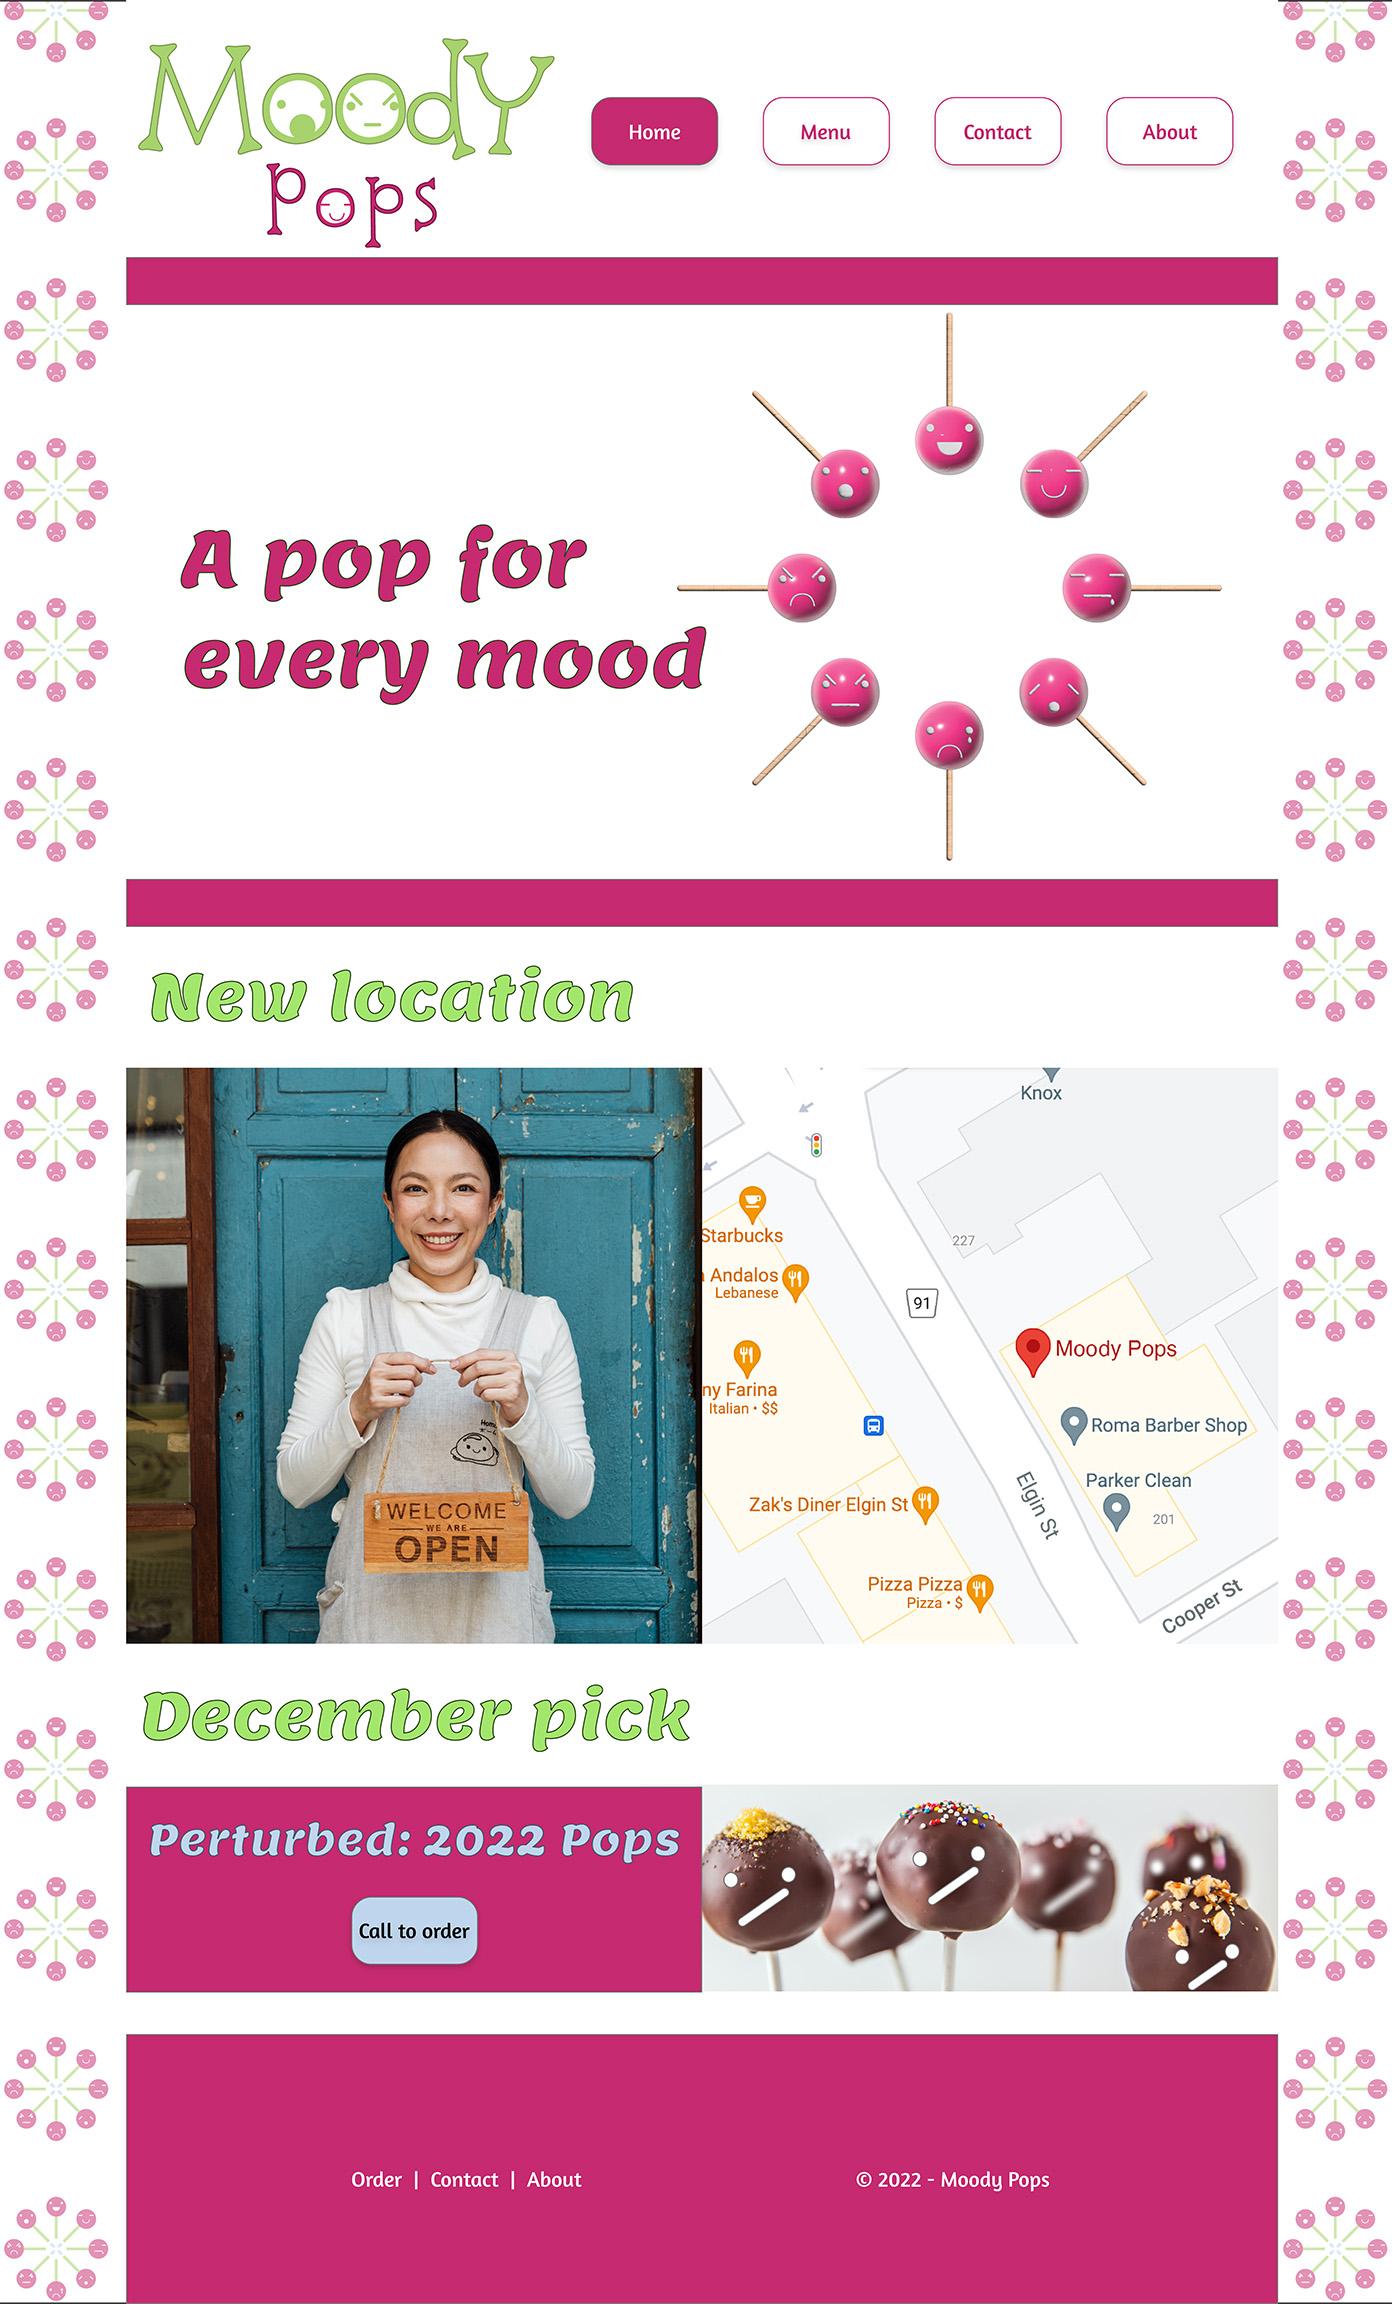 Moody
Pops
Home
Menu
Contact
About
A pop for
every mood
New location
WELCOME
WE ARE
OPEN
Knox
Starbucks
Andalos
Lebanese
227
91
Moody Pops
ny Farina
Italian • $$
Roma Barber Shop
Parker Clean
201
Zak's Diner Elgin St
Elgin St
Pizza Pizza
Pizza • $
Cooper St
December pick
Perturbed: 2022 Pops
Call to order
Order | Contact | About
© 2022 - Moody Pops